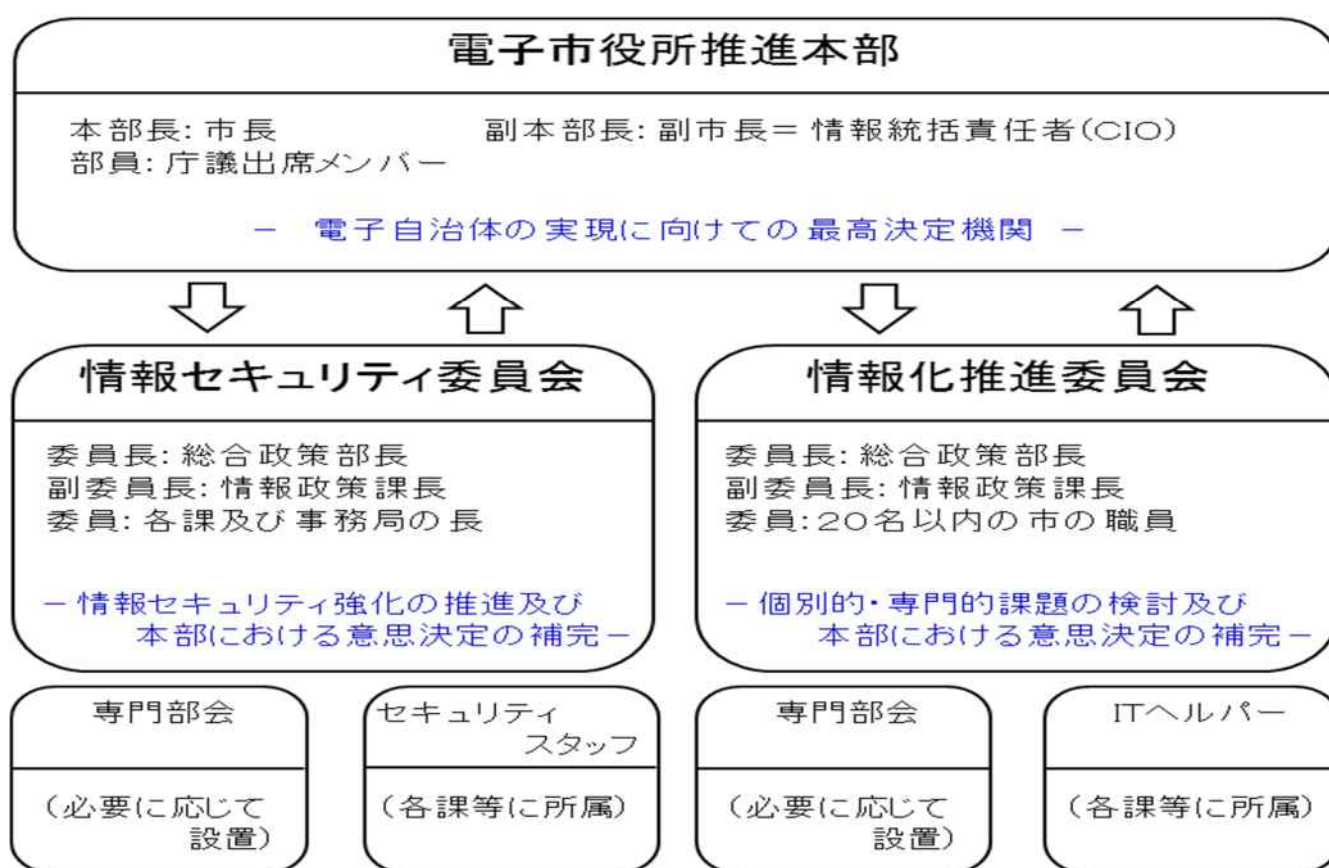 電子市役所推進本部
本部長:市長 副本部長:副市長=情報統括責任者(CIO)
部員:庁議出席メンバー
- 電子自治体の実現に向けての最高決定機関 -
情報セキュリティ委員会
委員長:総合政策部長
副委員長:情報政策課長
委員:各課及び事務局の長
-情報セキュリティ強化の推進及び
本部における意思決定の補完-
情報化推進委員会
委員長:総合政策部長
副委員長:情報政策課長
委員:20名以内の市の職員
-個別的・専門的課題の検討及び
本部における意思決定の補完-
専門部会
(必要に応じて
設置)
セキュリティ
スタッフ
(各課等に所属)
専門部会
(必要に応じて
設置)
ITヘルパー
(各課等に所属)